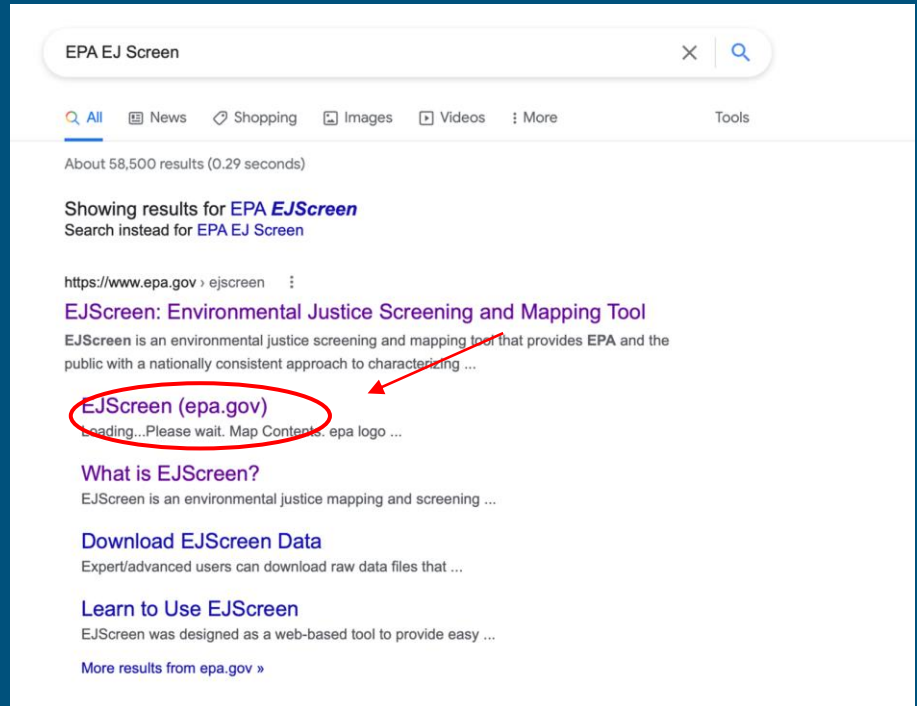 EPA EJ Screen
All News Shopping Images Videos More Tools
About 58,500 results (0.29 seconds)
Showing results for EPA EJScreen
Search instead for EPA EJ Screen
https://www.epa.gov › ejscreen
EJScreen: Environmental Justice Screening and Mapping Tool
EJScreen is an environmental justice screening and mapping tool that provides EPA and the
public with a nationally consistent approach to characterizing ...
EJScreen (epa.gov)
Loading...Please wait. Map Contents. epa logo ...
What is EJScreen?
EJScreen is an environmental justice mapping and screening ...
Download EJScreen Data
Expert/advanced users can download raw data files that ...
Learn to Use EJScreen
EJScreen was designed as a web-based tool to provide easy ...
More results from epa.gov »